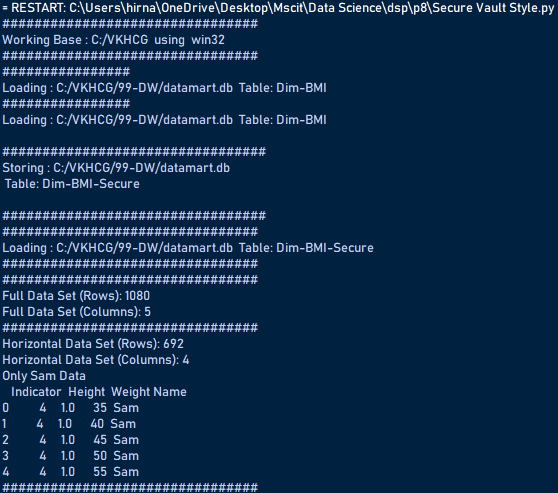 = RESTART: C:\Users\hirna\OneDrive\Desktop\Mscit\Data Science\dsp\p8\Secure Vault Style.py
################################
Working Base : C:/VKHCG  using  win32
################################
################
Loading : C:/VKHCG/99-DW/datamart.db  Table: Dim-BMI
################
Loading : C:/VKHCG/99-DW/datamart.db  Table: Dim-BMI

#################################
Storing : C:/VKHCG/99-DW/datamart.db
 Table: Dim-BMI-Secure

#################################
################################
Loading : C:/VKHCG/99-DW/datamart.db  Table: Dim-BMI-Secure
################################
################################
Full Data Set (Rows): 1080
Full Data Set (Columns): 5
################################
Horizontal Data Set (Rows): 692
Horizontal Data Set (Columns): 4
Only Sam Data
   Indicator  Height  Weight Name
0          4     1.0      35  Sam
1          4     1.0      40  Sam
2          4     1.0      45  Sam
3          4     1.0      50  Sam
4          4     1.0      55  Sam
################################